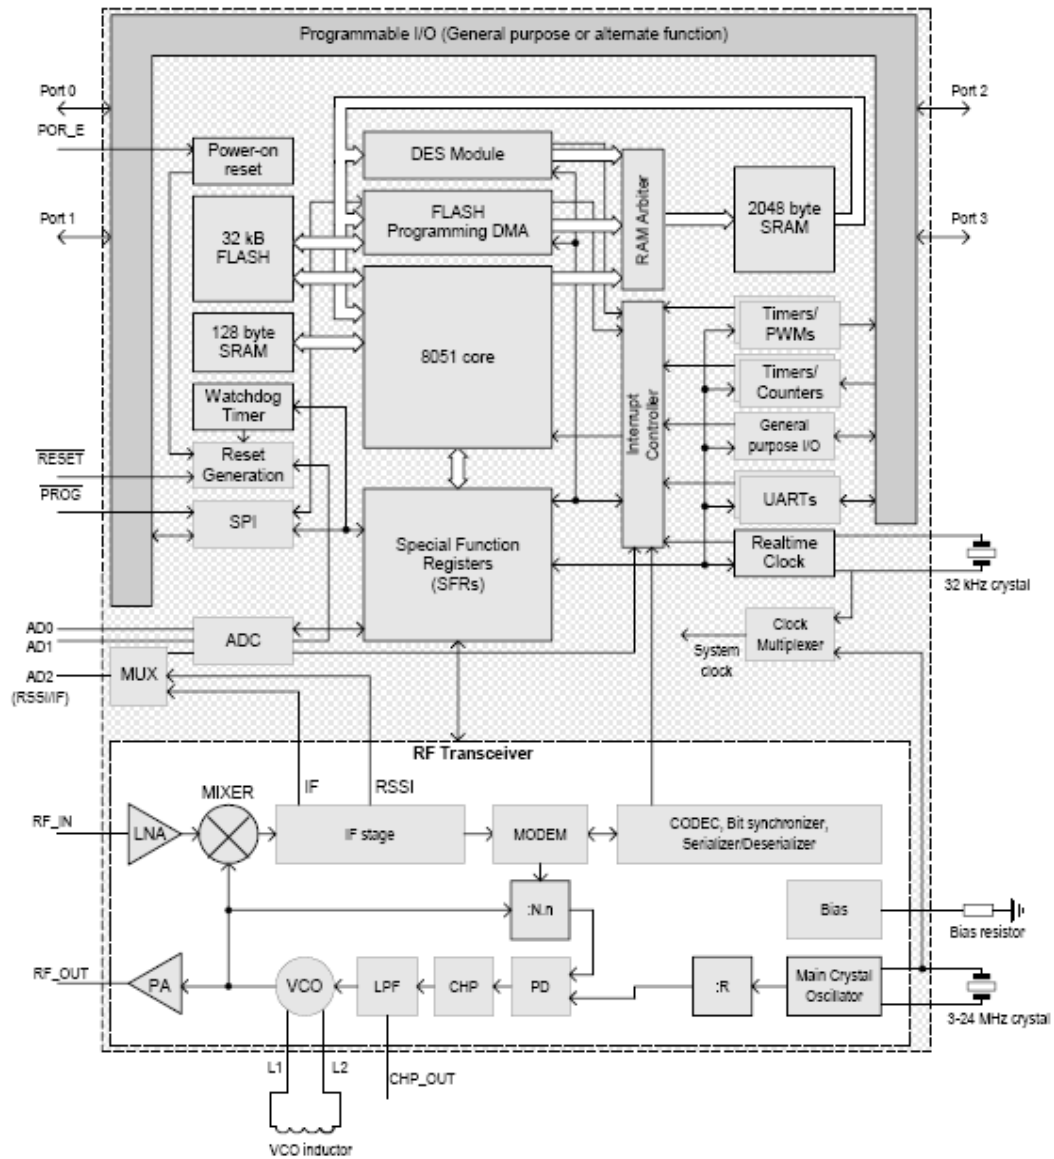 Programmable I/O (General purpose or alternate function)
Port 0
Port 2
POR_E
Power-on
reset
DES Module
Port 1
Port 3
32 kB
FLASH
FLASH
Programming DMA
RAM Arbiter
2048 byte
SRAM
128 byte
SRAM
8051 core
Interrupt
Controller
Timers/
PWMs
Timers/
Counters
Watchdog
Timer
General
purpose I/O
RESET
Reset
Generation
PROG
SPI
UARTs
Special Function
Registers
(SFRs)
Realtime
Clock
32 kHz crystal
AD0
AD1
ADC
Clock
Multiplexer
System
clock
AD2
(RSSI/IF)
MUX
RF Transceiver
IF
RSSI
MIXER
RF_IN
LNA
IF stage
MODEM
CODEC, Bit synchronizer,
Serializer/Deserializer
:N.n
Bias
Bias resistor
RF_OUT
PA
VCO
LPF
CHP
PD
:R
Main Crystal
Oscillator
3-24 MHz crystal
L1
L2
CHP_OUT
VCO inductor